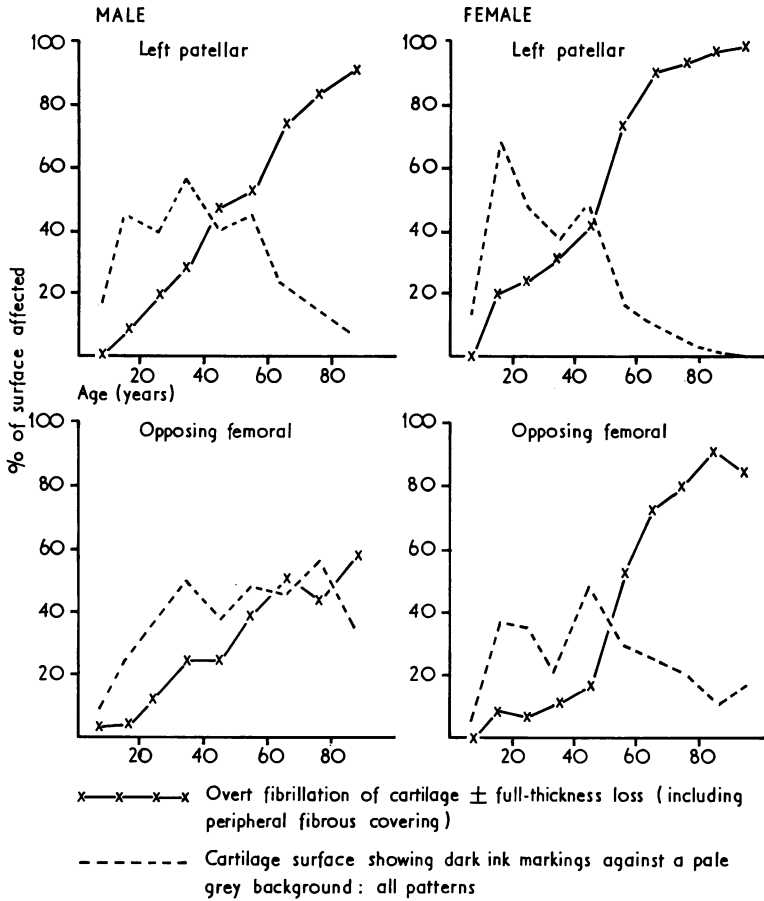 MALE
FEMALE
Left patellar
Left patellar
100
80
60
40
20
100
80
60
40
20
20 40 60 80
20 40 60 80
Age (years)
% of surface affected
Opposing femoral
Opposing femoral
100
80
60
40
20
100
80
60
40
20
20 40 60 80
20 40 60 80
x—x—x—x Overt fibrillation of cartilage ± full-thickness loss (including
peripheral fibrous covering)
Cartilage surface showing dark ink markings against a pale
grey background: all patterns